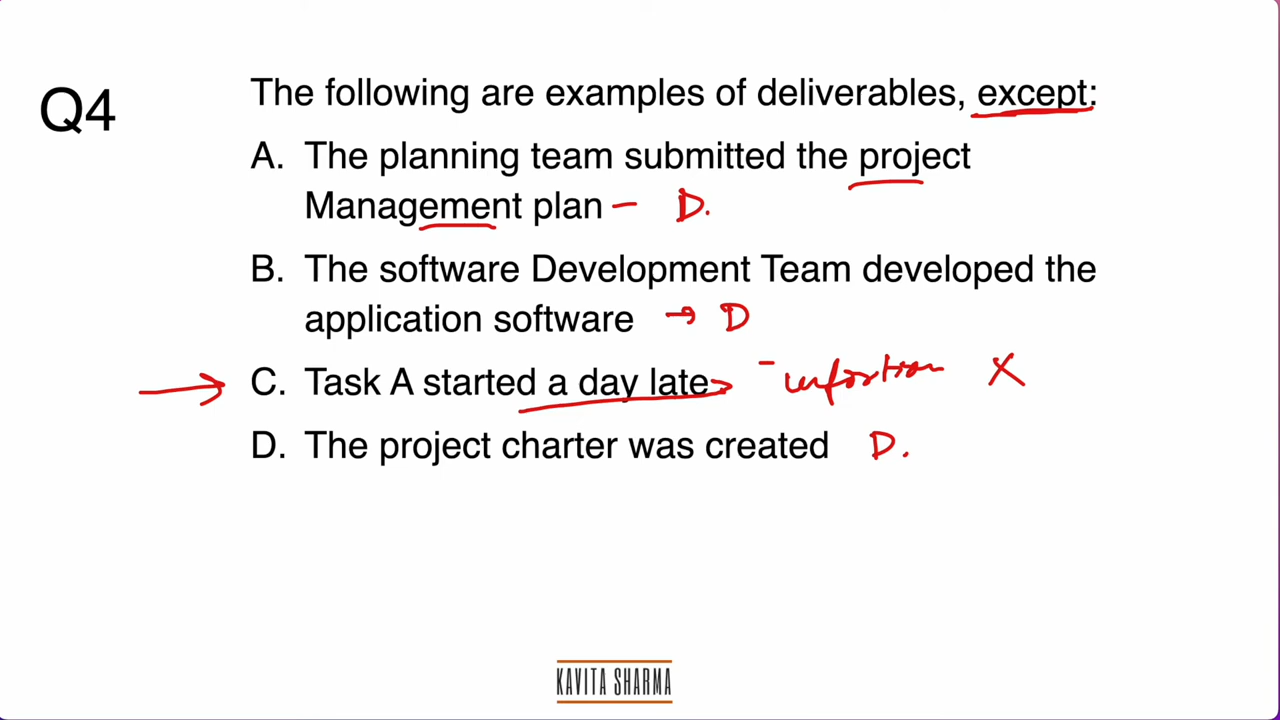 Q4
The following are examples of deliverables, except:
A. The planning team submitted the project
Management plan – D.
B. The software Development Team developed the
application software → D
C. Task A started a day late - X
D. The project charter was created D.
KAVITA SHARMA